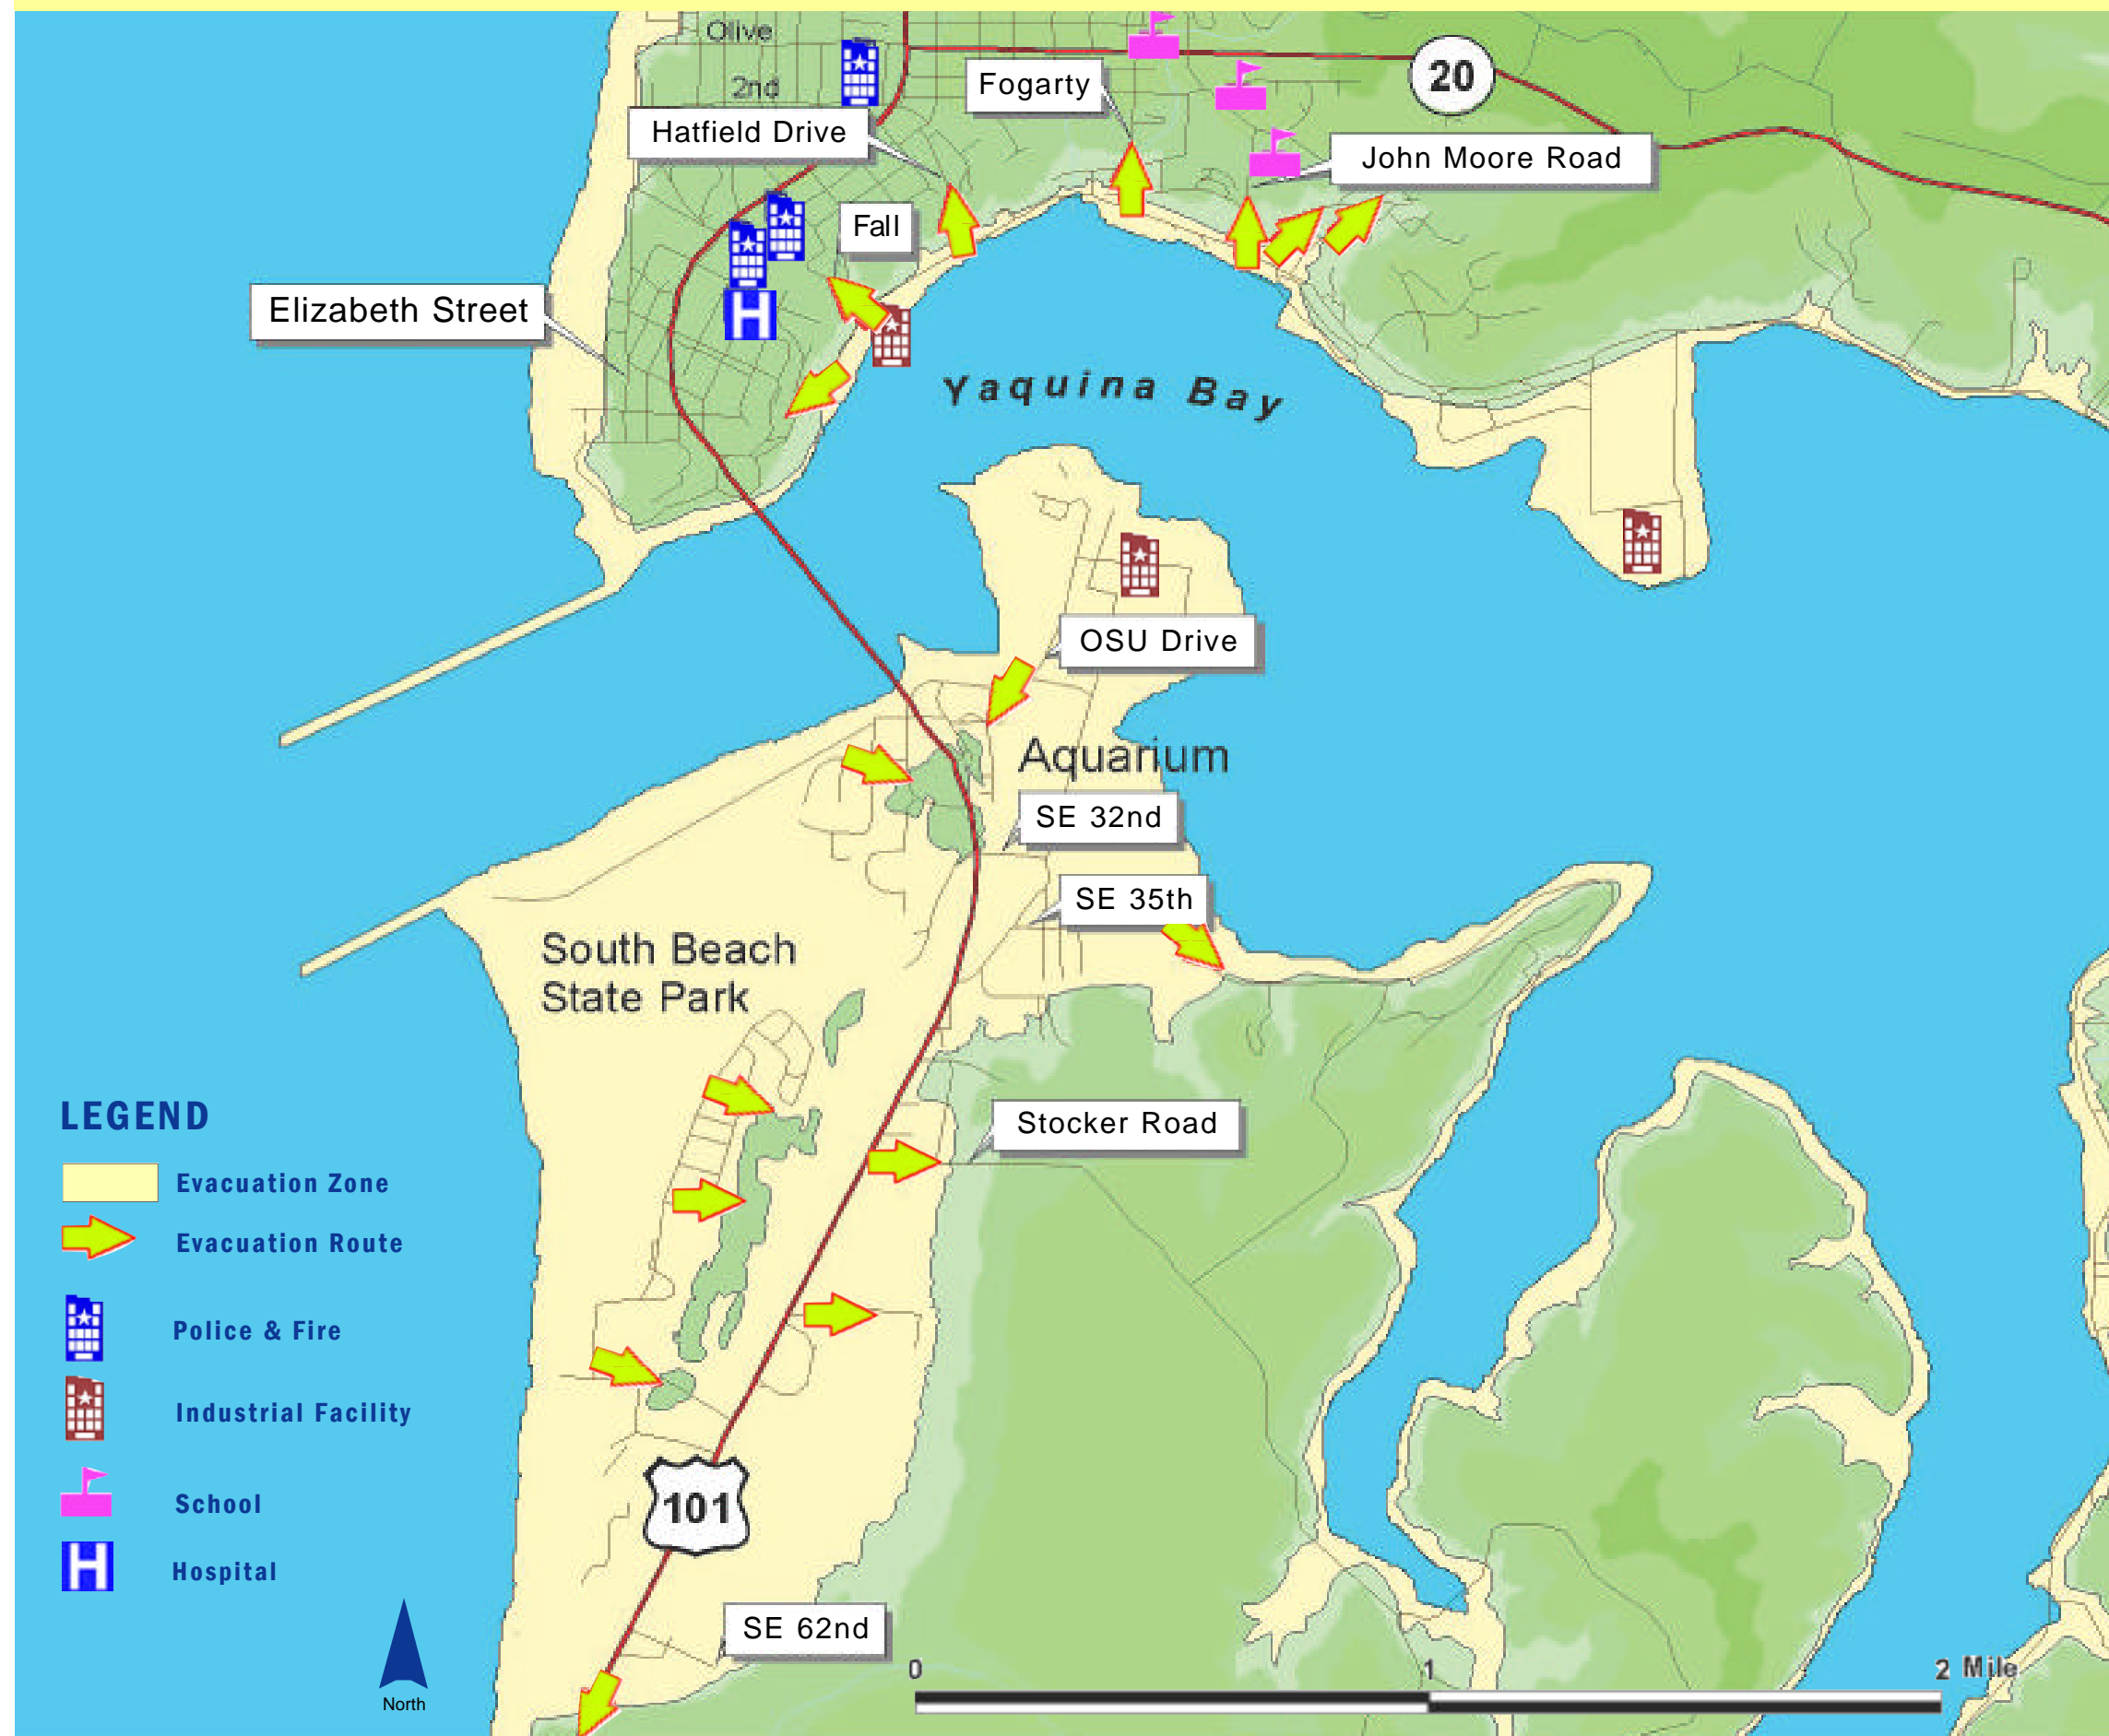 Olive
2nd
20
Fogarty
Hatfield Drive
John Moore Road
Fall
Elizabeth Street
Yaquina Bay
OSU Drive
Aquarium
SE 32nd
SE 35th
South Beach
State Park
Stocker Road
LEGEND
Evacuation Zone
Evacuation Route
Police & Fire
Industrial Facility
School
H Hospital
H
101
SE 62nd
North
0 1 2 Mile